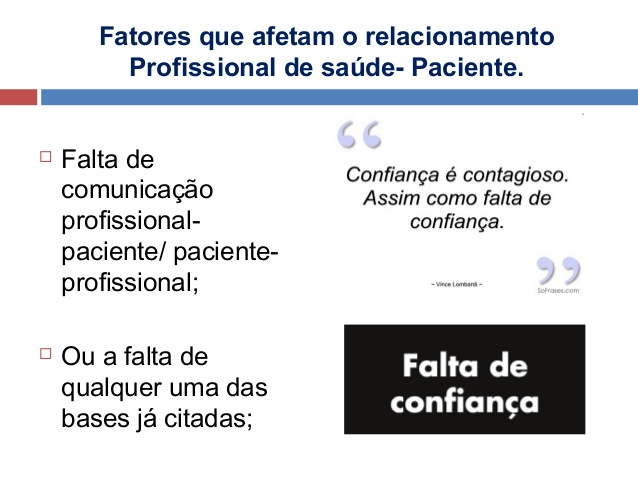 Fatores que afetam o relacionamento
Profissional de saúde- Paciente.
Falta de
comunicação
profissional-
paciente/ paciente-
profissional;
Ou a falta de
qualquer uma das
bases já citadas;
“
Confiança é contagioso.
Assim como falta de
confiança.
”
~ Vince Lombardi ~
SoFrases.com
Falta de
confiança